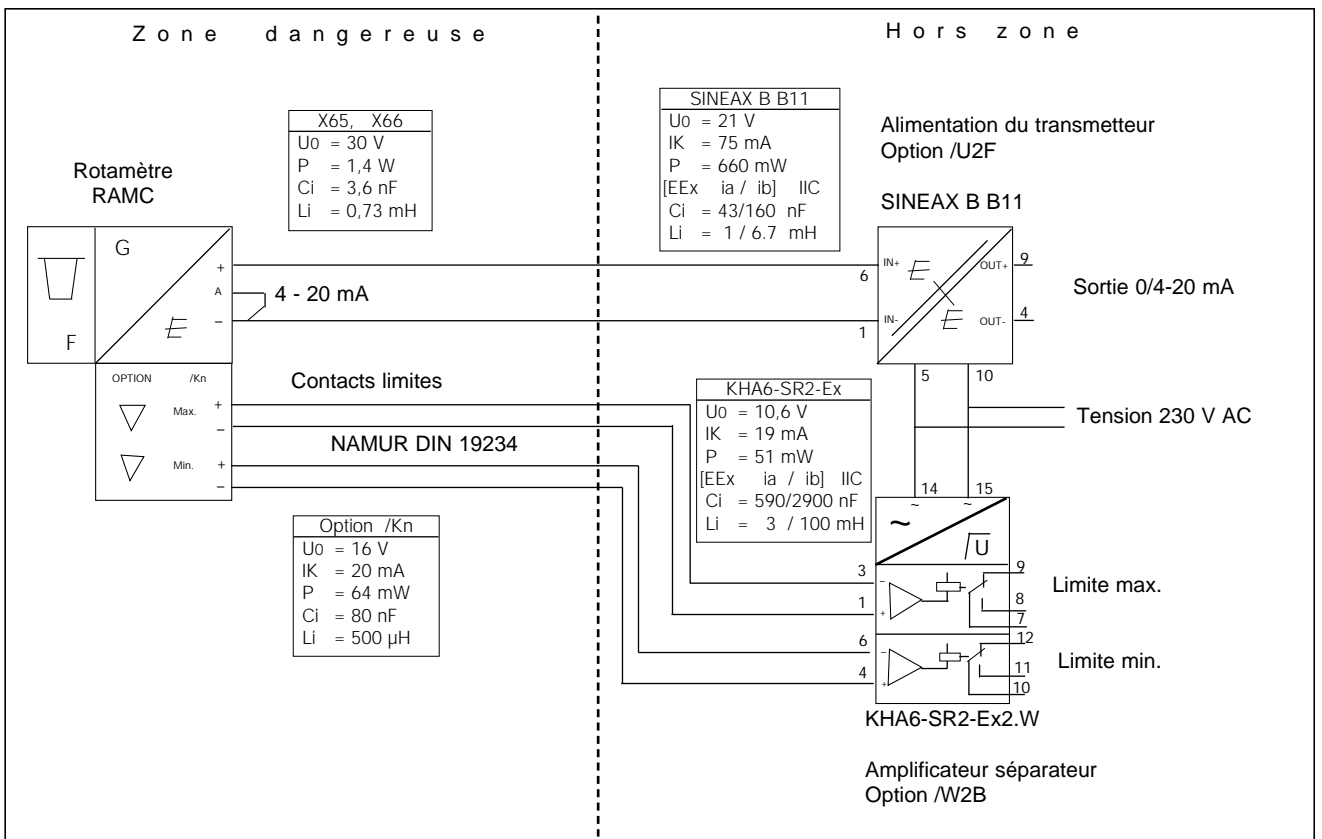 Zone dangereuse
Hors zone
X65, X66
U0 = 30 V
P = 1,4 W
Ci = 3,6 nF
Li = 0,73 mH
SINEAX B B11
U0 = 21 V
IK = 75 mA
P = 660 mW
[EEx ia / ib] IIC
Ci = 43/160 nF
Li = 1 / 6.7 mH
Alimentation du transmetteur
Option /U2F
SINEAX B B11
Rotamètre
RAMC
G
F
E
+
A
−
4 - 20 mA
6
1
IN+
IN-
E
E
OUT+
OUT-
9
4
Sortie 0/4-20 mA
5 10
Tension 230 V AC
OPTION /Kn
Max. +
−
Min. +
−
Contacts limites
NAMUR DIN 19234
KHA6-SR2-Ex
U0 = 10,6 V
IK = 19 mA
P = 51 mW
[EEx ia / ib] IIC
Ci = 590/2900 nF
Li = 3 / 100 mH
Option /Kn
U0 = 16 V
IK = 20 mA
P = 64 mW
Ci = 80 nF
Li = 500 µH
14 15
~ ~
~
U
3 −
1 +
9
8
7
Limite max.
6 −
4 +
12
11
10
Limite min.
KHA6-SR2-Ex2.W
Amplificateur séparateur
Option /W2B